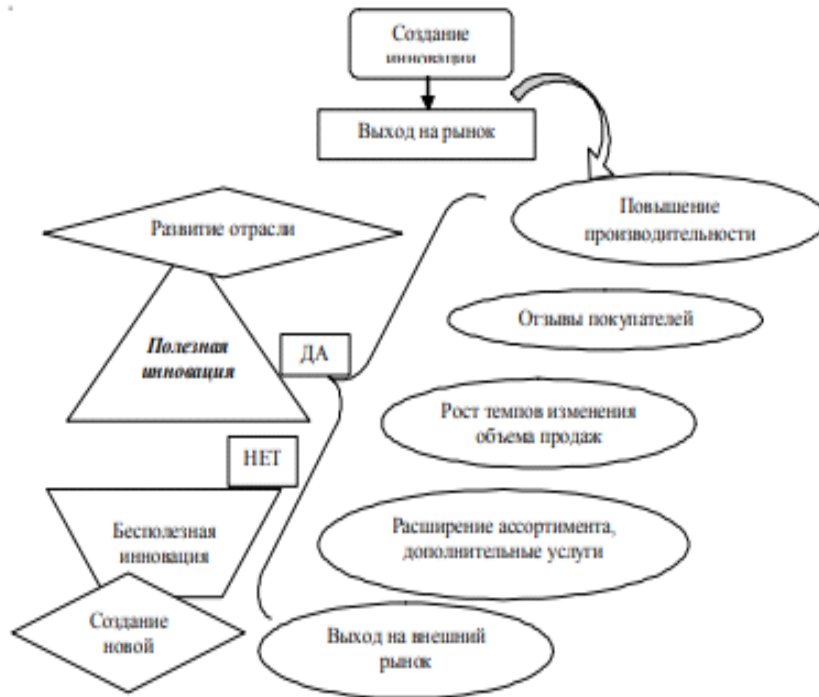 Создание
инновации
Выход на рынок
Повышение
производительности
Развитие отрасли
Отзывы покупателей
Полезная
инновация
ДА
Рост темпов изменения
объема продаж
НЕТ
Расширение ассортимента,
дополнительные услуги
Бесполезная
инновация
Создание
новой
Выход на внешний
рынок